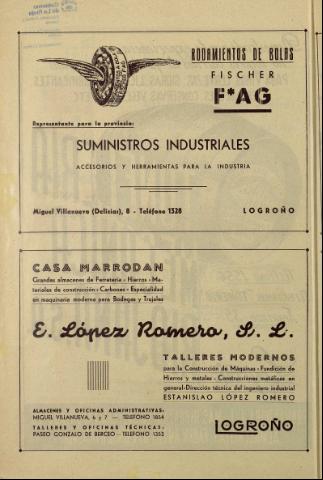 RODAMIENTOS DE BOLAS
FISCHER
F*AG
Representante para la provincia:
SUMINISTROS INDUSTRIALES
ACCESORIOS Y HERRAMIENTAS PARA LA INDUSTRIA
Miguel Villanueva (Delicias), 8 - Teléfono 1328 LOGROÑO
CASA MARRODAN
Grandes almacenes de Ferretería - Hierros - Ma-
teriales de construcción - Carbones - Especialidad
en maquinaria moderna para Bodegas y Trujales
E. López Romero, S. L.
TALLERES MODERNOS
para la Construcción de Máquinas - Fundición de
Hierros y metales - Construcciones metálicas en
general - Dirección técnica del ingeniero industrial
ESTANISLAO LÓPEZ ROMERO
ALMACENES Y OFICINAS ADMINISTRATIVAS:
MIGUEL VILLANUEVA, 6 y 7 — TELÉFONO 1854
TALLERES Y OFICINAS TÉCNICAS:
PASEO GONZALO DE BERCEO - TELÉFONO 1353
LOGROÑO